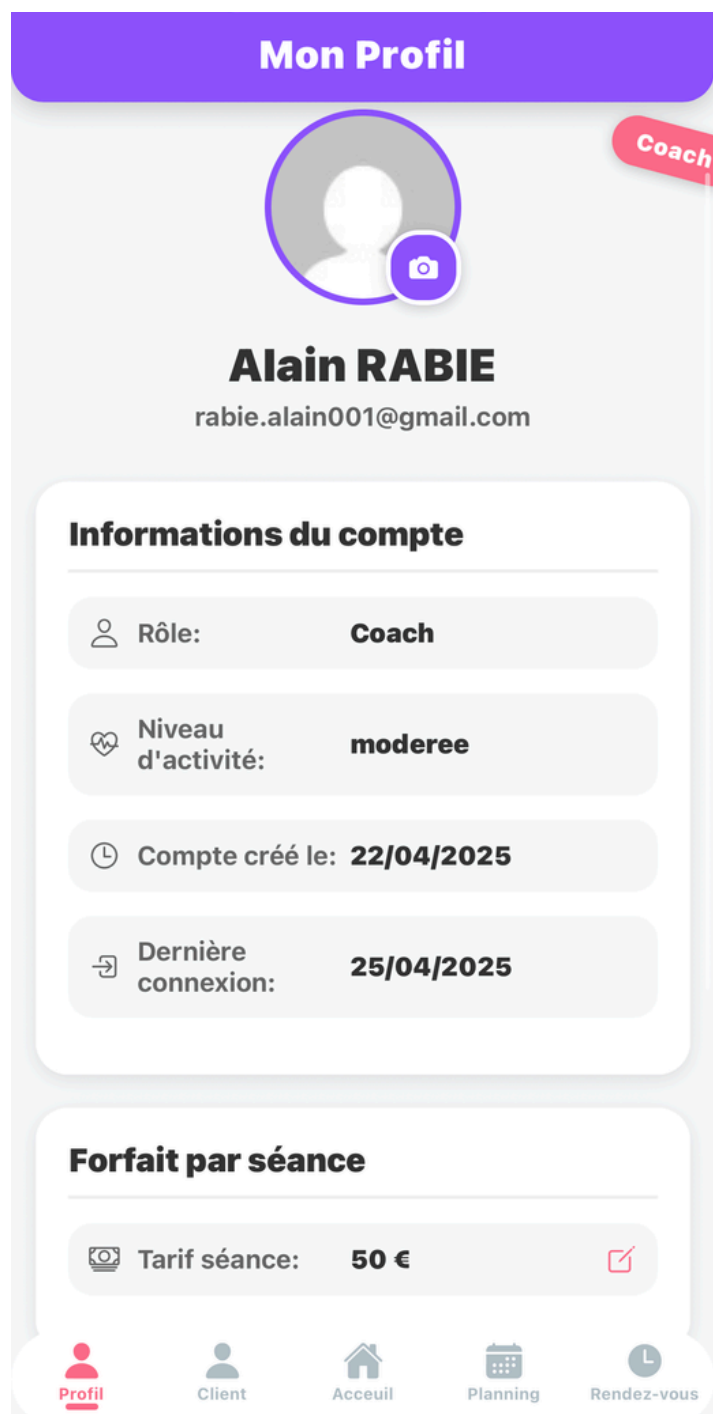 Mon Profil
Coach
Alain RABIE
rabie.alain001@gmail.com
Informations du compte
Rôle: Coach
Niveau
d'activité: moderee
Compte créé le: 22/04/2025
Dernière
connexion: 25/04/2025
Forfait par séance
Tarif séance: 50 €
Profil Client Acceuil Planning Rendez-vous